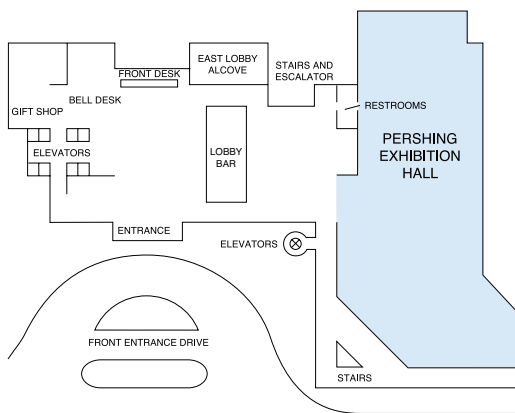 EAST LOBBY
ALCOVE
STAIRS AND
ESCALATOR
FRONT DESK
BELL DESK
GIFT SHOP
RESTROOMS
PERSHING
EXHIBITION
HALL
ELEVATORS
LOBBY
BAR
ENTRANCE
ELEVATORS
FRONT ENTRANCE DRIVE
STAIRS